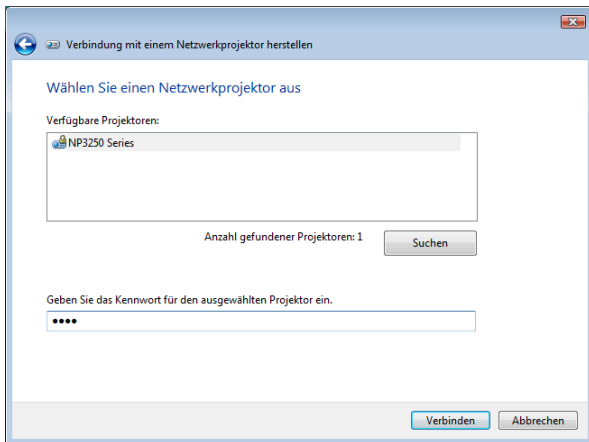 Verbindung mit einem Netzwerkprojektor herstellen
Wählen Sie einen Netzwerkprojektor aus
Verfügbare Projektoren:
NP3250 Series
Anzahl gefundener Projektoren: 1
Suchen
Geben Sie das Kennwort für den ausgewählten Projektor ein.
••••
Verbinden
Abbrechen